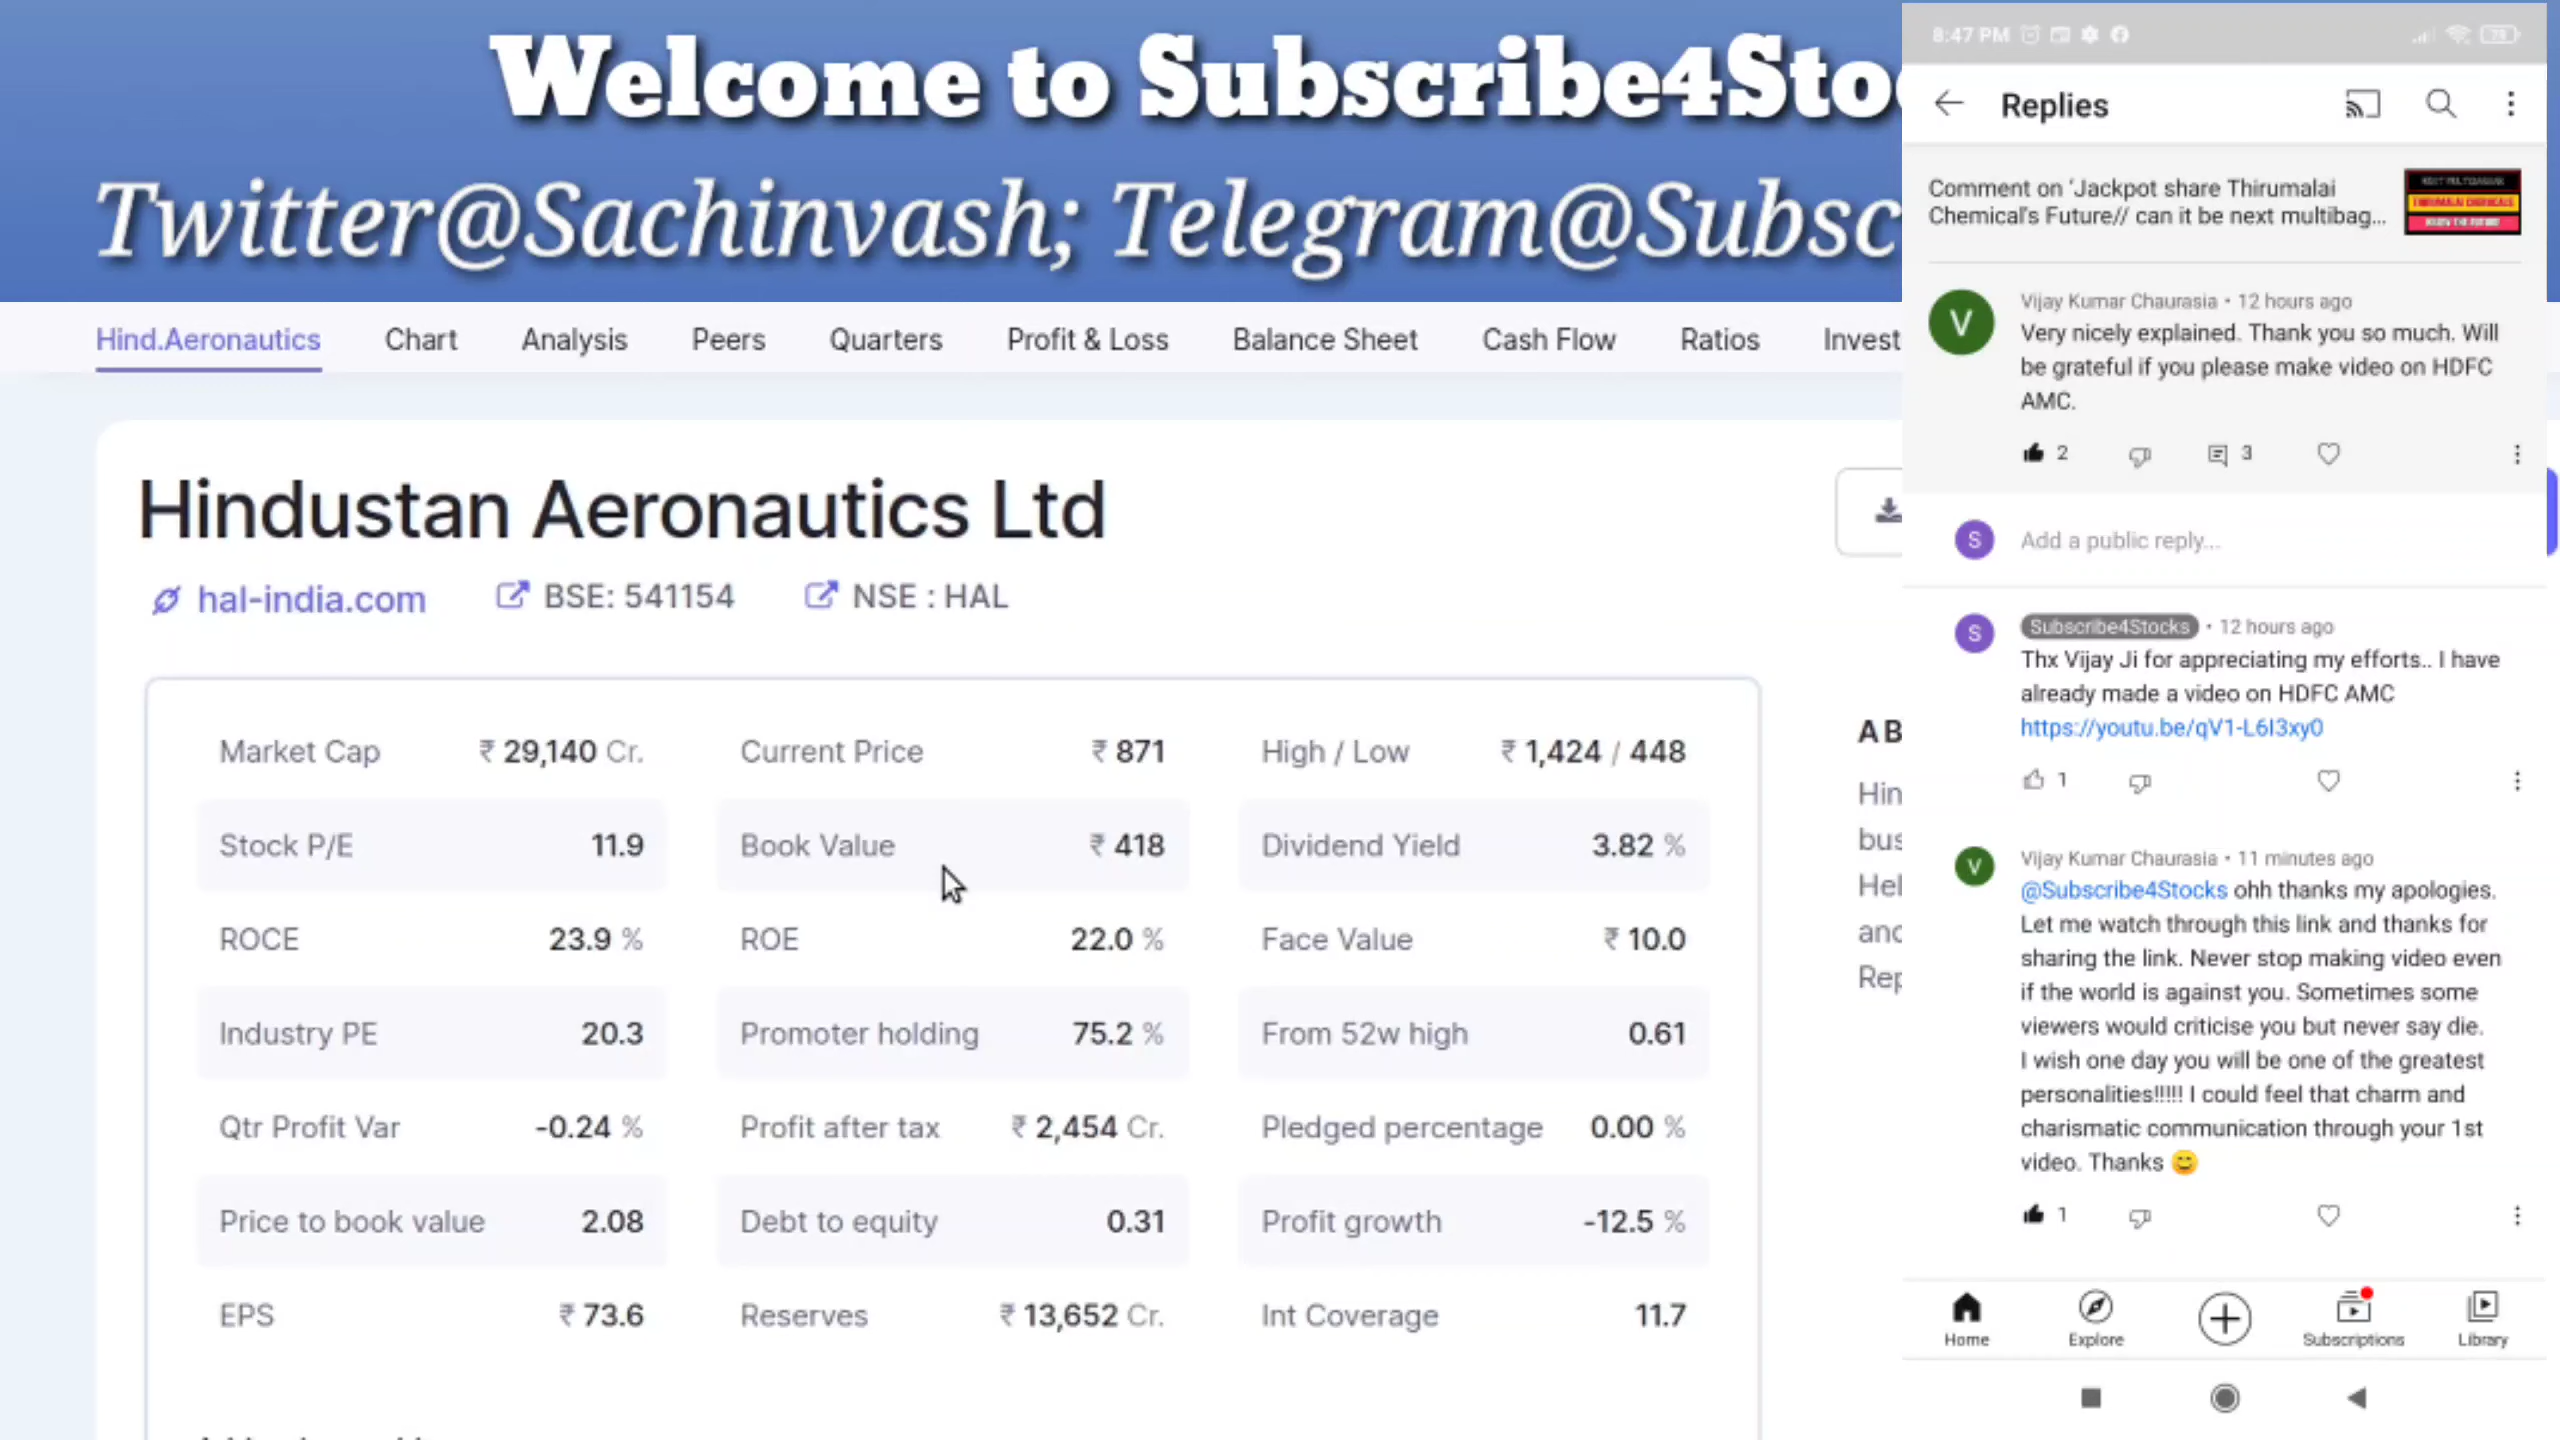 Welcome to Subscribe4Sto
Twitter@Sachinvash; Telegram@Subsc
Hind.Aeronautics Chart Analysis Peers Quarters Profit & Loss Balance Sheet Cash Flow Ratios Invest
Hindustan Aeronautics Ltd
hal-india.com BSE: 541154 NSE : HAL
Market Cap ₹ 29,140 Cr. Current Price ₹ 871 High / Low ₹ 1,424 / 448
Stock P/E 11.9 Book Value ₹ 418 Dividend Yield 3.82 %
ROCE 23.9 % ROE 22.0 % Face Value ₹ 10.0
Industry PE 20.3 Promoter holding 75.2 % From 52w high 0.61
Qtr Profit Var -0.24 % Profit after tax ₹ 2,454 Cr. Pledged percentage 0.00 %
Price to book value 2.08 Debt to equity 0.31 Profit growth -12.5 %
EPS ₹ 73.6 Reserves ₹ 13,652 Cr. Int Coverage 11.7
AB
Hin
bus
Hel
and
Rep
8:47 PM
Replies
Comment on 'Jackpot share Thirumalai
Chemical's Future// can it be next multibag...
V
Vijay Kumar Chaurasia • 12 hours ago
Very nicely explained. Thank you so much. Will
be grateful if you please make video on HDFC
AMC.
2 3
S
Add a public reply...
S
Subscribe4Stocks • 12 hours ago
Thx Vijay Ji for appreciating my efforts.. I have
already made a video on HDFC AMC
https://youtu.be/qV1-L6I3xy0
1
V
Vijay Kumar Chaurasia • 11 minutes ago
@Subscribe4Stocks ohh thanks my apologies.
Let me watch through this link and thanks for
sharing the link. Never stop making video even
if the world is against you. Sometimes some
viewers would criticise you but never say die.
I wish one day you will be one of the greatest
personalities!!!!! I could feel that charm and
charismatic communication through your 1st
video. Thanks 😊
1
Home Explore Subscriptions Library